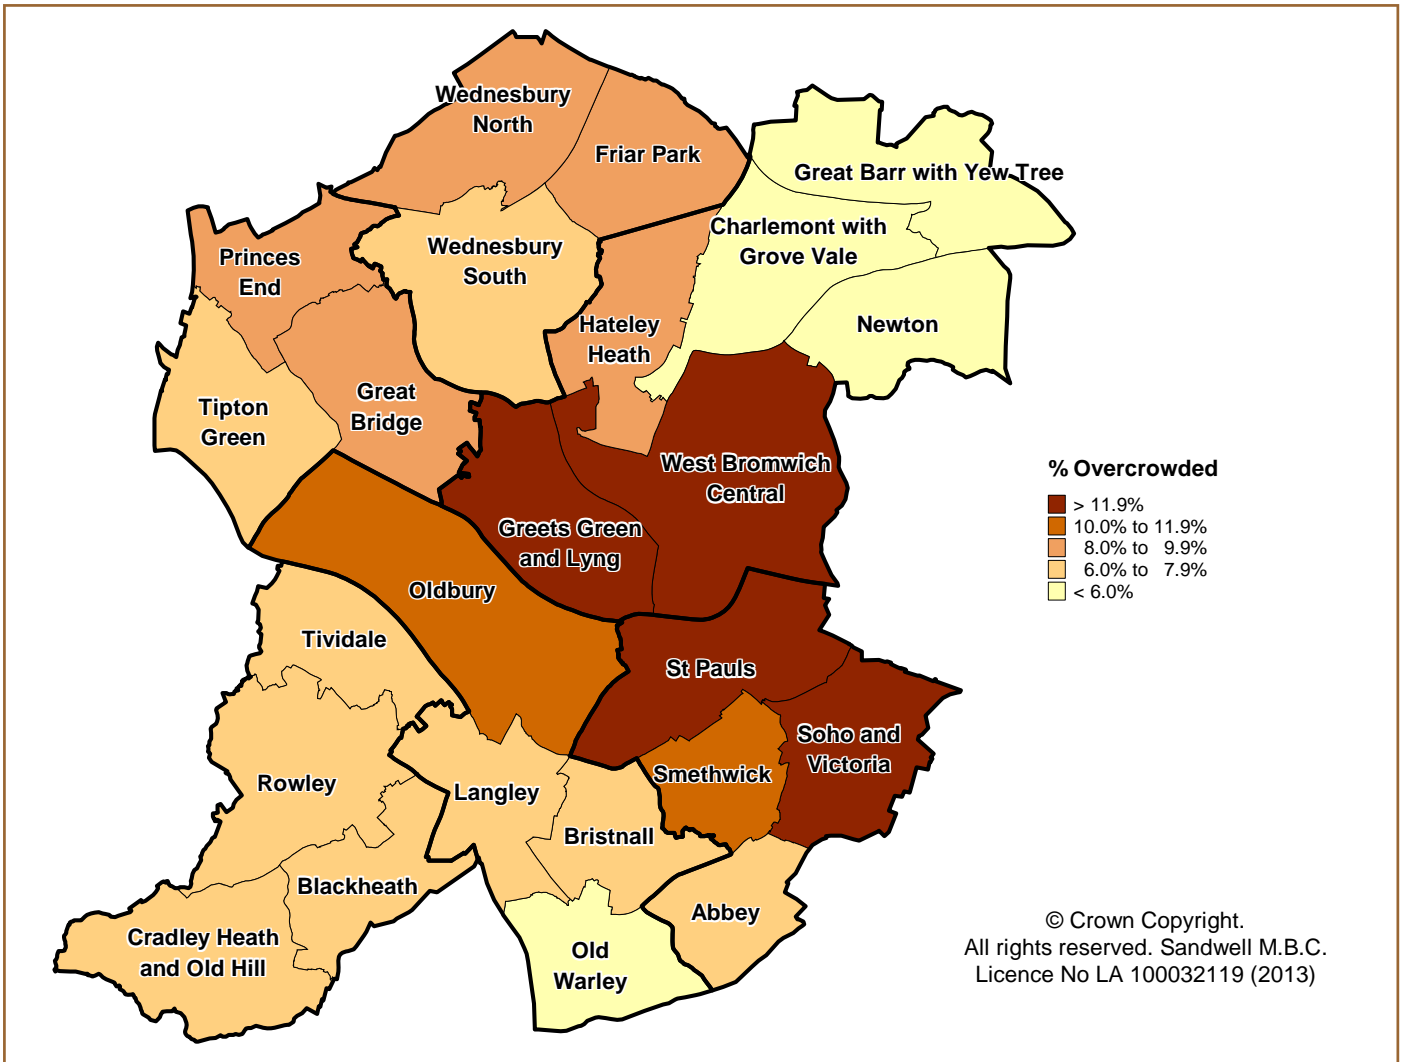 Wednesbury
North
Friar Park
Great Barr with Yew Tree
Charlemont with
Grove Vale
Princes
End
Wednesbury
South
Newton
Hateley
Heath
Great
Bridge
Tipton
Green
West Bromwich
Central
Greets Green
and Lyng
Oldbury
Tividale
St Pauls
Soho and
Victoria
Smethwick
Rowley
Langley
Bristnall
Blackheath
Abbey
Cradley Heath
and Old Hill
Old
Warley
% Overcrowded
> 11.9%
10.0% to 11.9%
8.0% to 9.9%
6.0% to 7.9%
< 6.0%
© Crown Copyright.
All rights reserved. Sandwell M.B.C.
Licence No LA 100032119 (2013)